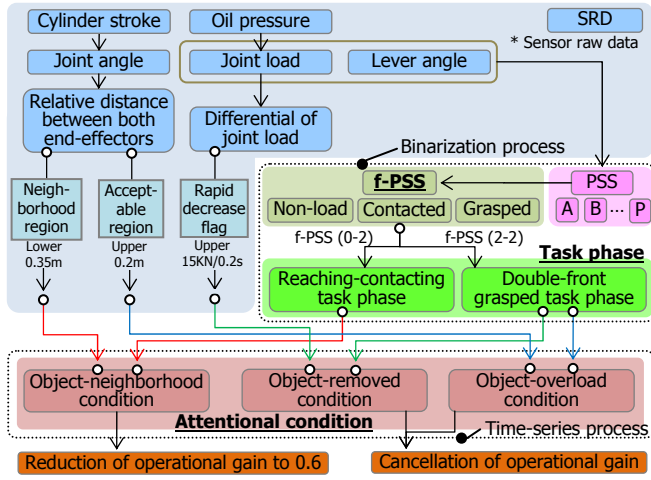 Cylinder stroke
Oil pressure
SRD
* Sensor raw data
Joint angle
Joint load
Lever angle
Relative distance
between both
end-effectors
Differential of
joint load
Binarization process
Neigh-
borhood
region
Accept-
able region
Rapid
decrease
flag
f-PSS
PSS
Non-load
Contacted
Grasped
A
B
...
P
Lower
0.35m
Upper
0.2m
Upper
15KN/0.2s
f-PSS (0-2)
f-PSS (2-2)
Task phase
Reaching-contacting
task phase
Double-front
grasped task phase
Object-neighborhood
condition
Object-removed
condition
Object-overload
condition
Attentional condition
Time-series process
Reduction of operational gain to 0.6
Cancellation of operational gain